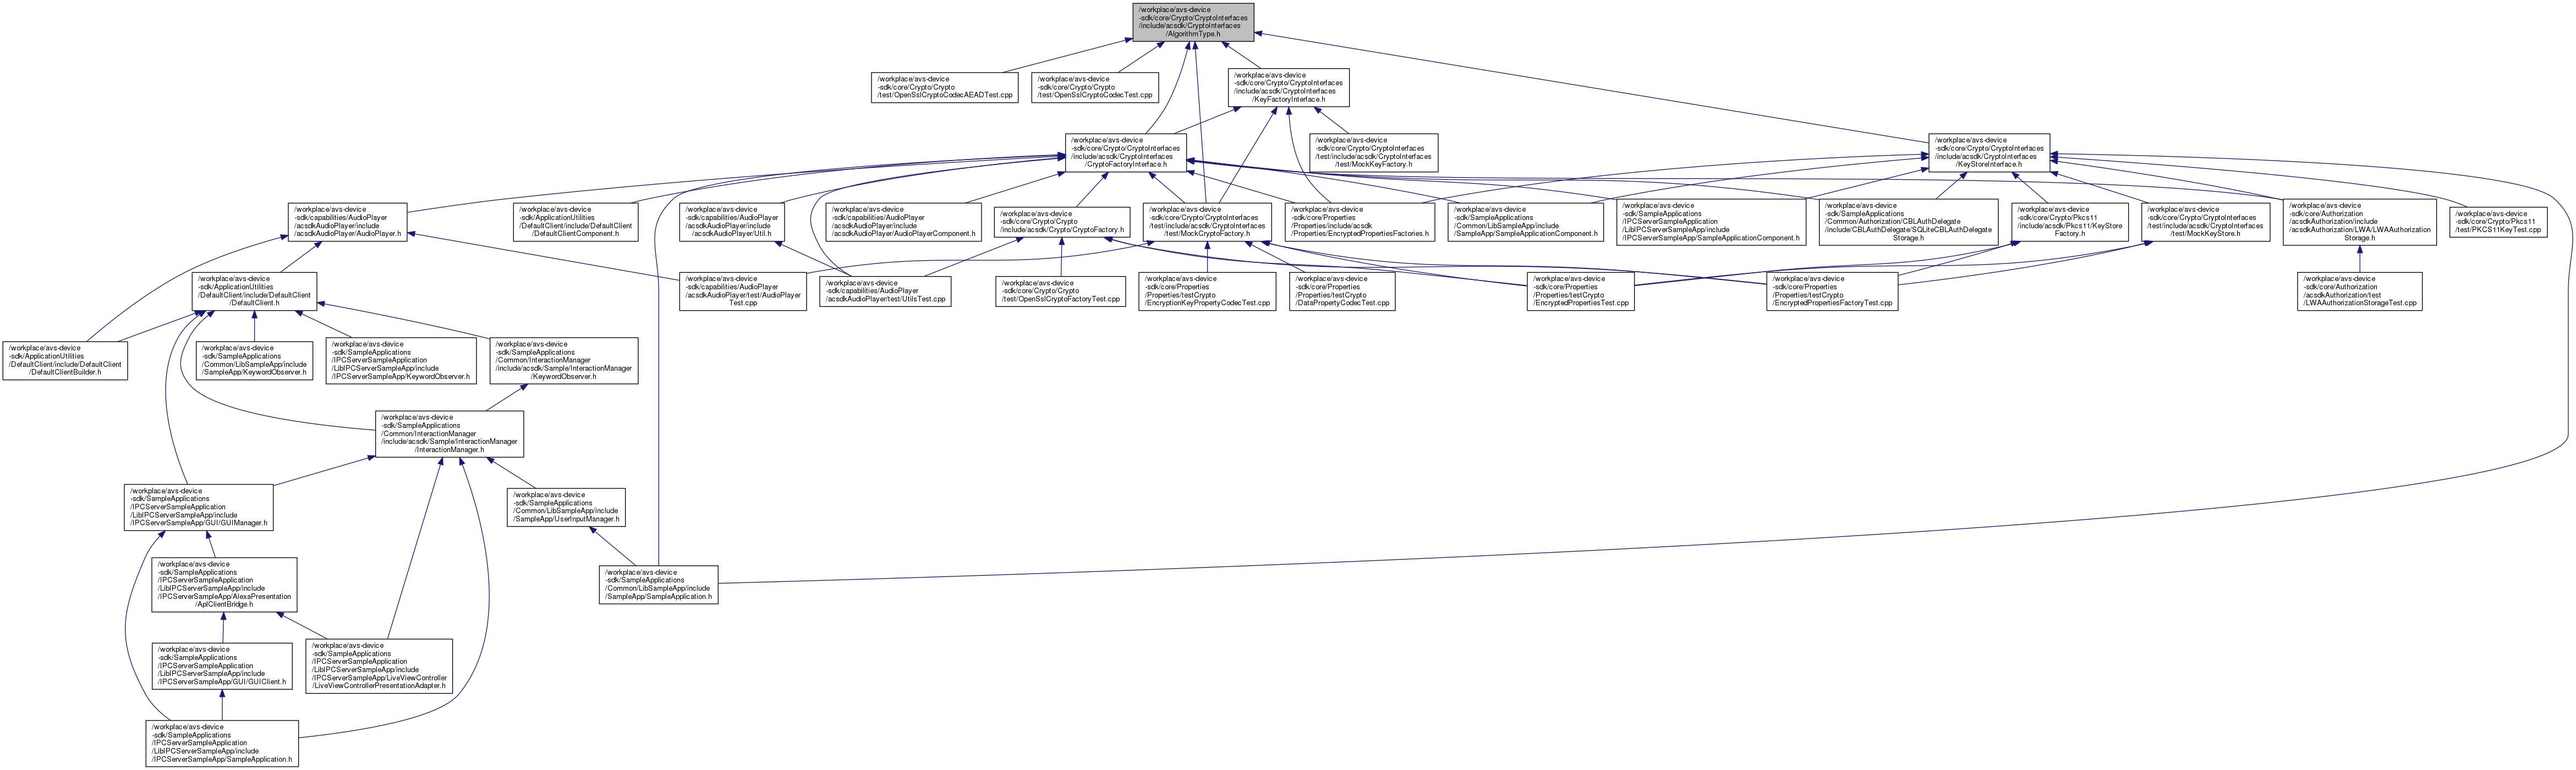 /workplace/avs-device
-sdk/core/Crypto/CryptoInterfaces
/include/acsdk/CryptoInterfaces
/AlgorithmType.h
/workplace/avs-device
-sdk/core/Crypto/Crypto
/test/OpenSslCryptoCodecAEADTest.cpp
/workplace/avs-device
-sdk/core/Crypto/Crypto
/test/OpenSslCryptoCodecTest.cpp
/workplace/avs-device
-sdk/core/Crypto/CryptoInterfaces
/include/acsdk/CryptoInterfaces
/KeyFactoryInterface.h
/workplace/avs-device
-sdk/core/Crypto/CryptoInterfaces
/include/acsdk/CryptoInterfaces
/CryptoFactoryInterface.h
/workplace/avs-device
-sdk/core/Crypto/CryptoInterfaces
/test/include/acsdk/CryptoInterfaces
/test/MockKeyFactory.h
/workplace/avs-device
-sdk/core/Crypto/CryptoInterfaces
/include/acsdk/CryptoInterfaces
/KeyStoreInterface.h
/workplace/avs-device
-sdk/capabilities/AudioPlayer
/acsdkAudioPlayer/include
/acsdkAudioPlayer/AudioPlayer.h
/workplace/avs-device
-sdk/ApplicationUtilities
/DefaultClient/include/DefaultClient
/DefaultClientComponent.h
/workplace/avs-device
-sdk/capabilities/AudioPlayer
/acsdkAudioPlayer/include
/acsdkAudioPlayer/Util.h
/workplace/avs-device
-sdk/capabilities/AudioPlayer
/acsdkAudioPlayer/include
/acsdkAudioPlayer/AudioPlayerComponent.h
/workplace/avs-device
-sdk/core/Crypto/Crypto
/include/acsdk/Crypto/CryptoFactory.h
/workplace/avs-device
-sdk/core/Crypto/CryptoInterfaces
/test/include/acsdk/CryptoInterfaces
/test/MockCryptoFactory.h
/workplace/avs-device
-sdk/core/Properties
/Properties/include/acsdk
/Properties/EncryptedPropertiesFactories.h
/workplace/avs-device
-sdk/SampleApplications
/Common/LibSampleApp/include
/SampleApp/SampleApplicationComponent.h
/workplace/avs-device
-sdk/SampleApplications
/IPCServerSampleApplication
/LibIPCServerSampleApp/include
/IPCServerSampleApp/SampleApplicationComponent.h
/workplace/avs-device
-sdk/SampleApplications
/Common/Authorization/CBLAuthDelegate
/include/CBLAuthDelegate/SQLiteCBLAuthDelegate
Storage.h
/workplace/avs-device
-sdk/core/Crypto/Pkcs11
/include/acsdk/Pkcs11/KeyStore
Factory.h
/workplace/avs-device
-sdk/core/Crypto/CryptoInterfaces
/test/include/acsdk/CryptoInterfaces
/test/MockKeyStore.h
/workplace/avs-device
-sdk/core/Authorization
/acsdkAuthorization/include
/acsdkAuthorization/LWA/LWAAuthorization
Storage.h
/workplace/avs-device
-sdk/core/Crypto/Pkcs11
/test/PKCS11KeyTest.cpp
/workplace/avs-device
-sdk/ApplicationUtilities
/DefaultClient/include/DefaultClient
/DefaultClient.h
/workplace/avs-device
-sdk/capabilities/AudioPlayer
/acsdkAudioPlayer/test/AudioPlayer
Test.cpp
/workplace/avs-device
-sdk/capabilities/AudioPlayer
/acsdkAudioPlayer/test/UtilsTest.cpp
/workplace/avs-device
-sdk/core/Crypto/Crypto
/test/OpenSslCryptoFactoryTest.cpp
/workplace/avs-device
-sdk/core/Properties
/Properties/testCrypto
/EncryptionKeyPropertyCodecTest.cpp
/workplace/avs-device
-sdk/core/Properties
/Properties/testCrypto
/DataPropertyCodecTest.cpp
/workplace/avs-device
-sdk/core/Properties
/Properties/testCrypto
/EncryptedPropertiesTest.cpp
/workplace/avs-device
-sdk/core/Properties
/Properties/testCrypto
/EncryptedPropertiesFactoryTest.cpp
/workplace/avs-device
-sdk/core/Authorization
/acsdkAuthorization/test
/LWAAuthorizationStorageTest.cpp
/workplace/avs-device
-sdk/ApplicationUtilities
/DefaultClient/include/DefaultClient
/DefaultClientBuilder.h
/workplace/avs-device
-sdk/SampleApplications
/Common/LibSampleApp/include
/SampleApp/KeywordObserver.h
/workplace/avs-device
-sdk/SampleApplications
/IPCServerSampleApplication
/LibIPCServerSampleApp/include
/IPCServerSampleApp/KeywordObserver.h
/workplace/avs-device
-sdk/SampleApplications
/Common/InteractionManager
/include/acsdk/Sample/InteractionManager
/KeywordObserver.h
/workplace/avs-device
-sdk/SampleApplications
/Common/InteractionManager
/include/acsdk/Sample/InteractionManager
/InteractionManager.h
/workplace/avs-device
-sdk/SampleApplications
/IPCServerSampleApplication
/LibIPCServerSampleApp/include
/IPCServerSampleApp/GUI/GUIManager.h
/workplace/avs-device
-sdk/SampleApplications
/Common/LibSampleApp/include
/SampleApp/UserInputManager.h
/workplace/avs-device
-sdk/SampleApplications
/IPCServerSampleApplication
/LibIPCServerSampleApp/include
/IPCServerSampleApp/AlexaPresentation
/AplClientBridge.h
/workplace/avs-device
-sdk/SampleApplications
/Common/LibSampleApp/include
/SampleApp/SampleApplication.h
/workplace/avs-device
-sdk/SampleApplications
/IPCServerSampleApplication
/LibIPCServerSampleApp/include
/IPCServerSampleApp/GUI/GUIClient.h
/workplace/avs-device
-sdk/SampleApplications
/IPCServerSampleApplication
/LibIPCServerSampleApp/include
/IPCServerSampleApp/LiveViewController
/LiveViewControllerPresentationAdapter.h
/workplace/avs-device
-sdk/SampleApplications
/IPCServerSampleApplication
/LibIPCServerSampleApp/include
/IPCServerSampleApp/SampleApplication.h